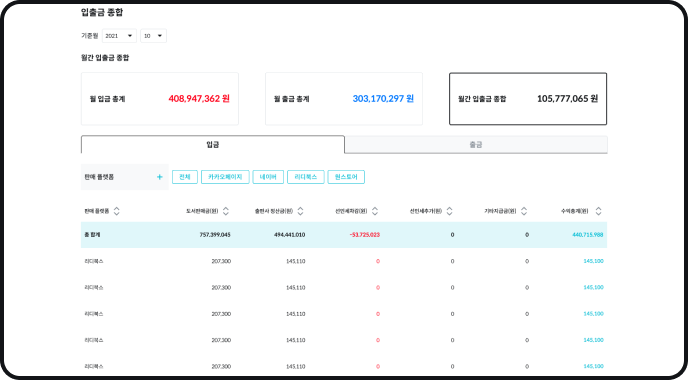 입출금 종합
기준월 2021 10
월간 입출금 종합
월 입금 총계 408,947,362 원
월 출금 총계 303,170,297 원
월간 입출금 종합 105,777,065 원
입금 출금
판매 플랫폼 + 전체 카카오페이지 네이버 리디북스 원스토어
판매 플랫폼 도서판매금(원) 출판사 정산금(원) 선인세차감(원) 선인세추가(원) 기타지급금(원) 수익총계(원)
총 합계 757.399.045 494,441.010 -53.725.023 0 0 440,715.988
리디북스 207,300 145,110 0 0 0 145.100
리디북스 207,300 145,110 0 0 0 145.100
리디북스 207,300 145,110 0 0 0 145.100
리디북스 207,300 145,110 0 0 0 145.100
리디북스 207,300 145,110 0 0 0 145.100